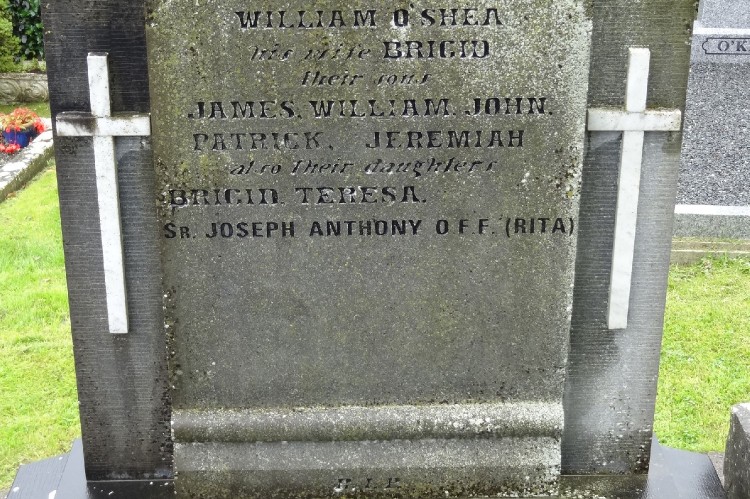 WILLIAM O'SHEA
his wife BRIGID
their sons
JAMES. WILLIAM. JOHN.
PATRICK. JEREMIAH
also their daughters
BRIGID. TERESA.
SR. JOSEPH ANTHONY O.F.F. (RITA)
R.I.P.
O'K